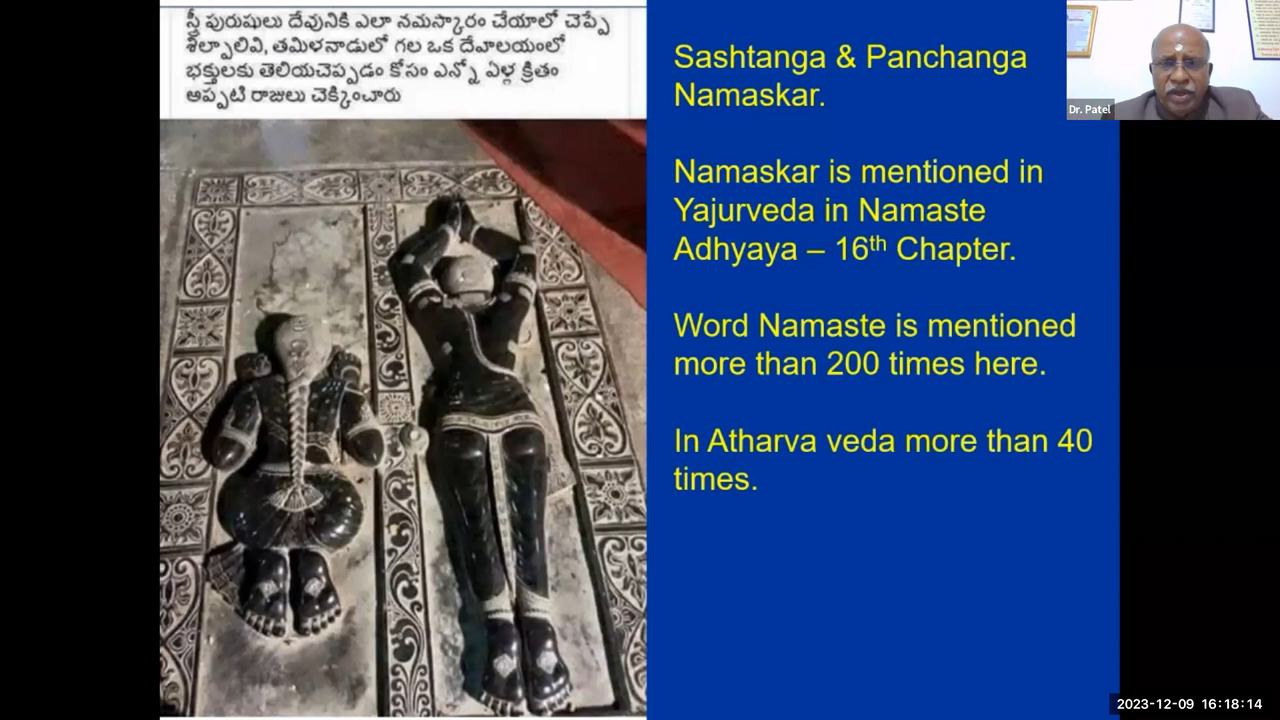 స్త్రీ పురుషులు దేవునికి ఎలా నమస్కారం చేయాలో చెప్పే
శిల్పాలివి, తమిళనాడులో గల ఒక దేవాలయంలో
భక్తులకు తెలియచెప్పడం కోసం ఎన్నో ఏళ్ల క్రితం
అప్పటి రాజులు చెక్కించారు
Sashtanga & Panchanga
Namaskar.
Namaskar is mentioned in
Yajurveda in Namaste
Adhyaya – 16th Chapter.
Word Namaste is mentioned
more than 200 times here.
In Atharva veda more than 40
times.
Dr. Patel
2023-12-09 16:18:14